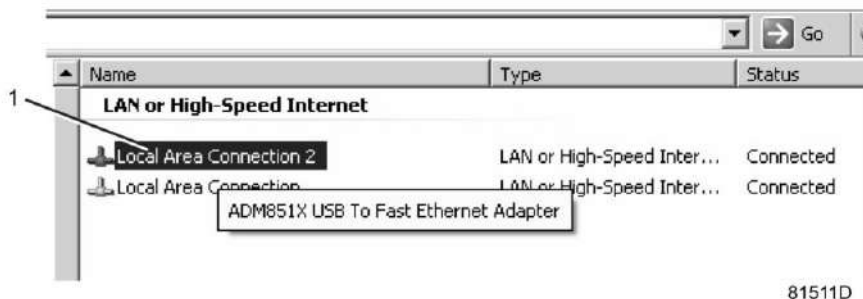 Go
Name Type Status
1
LAN or High-Speed Internet
Local Area Connection 2 LAN or High-Speed Inter... Connected
Local Area Connection LAN or High-Speed Inter... Connected
ADM851X USB To Fast Ethernet Adapter
81511D